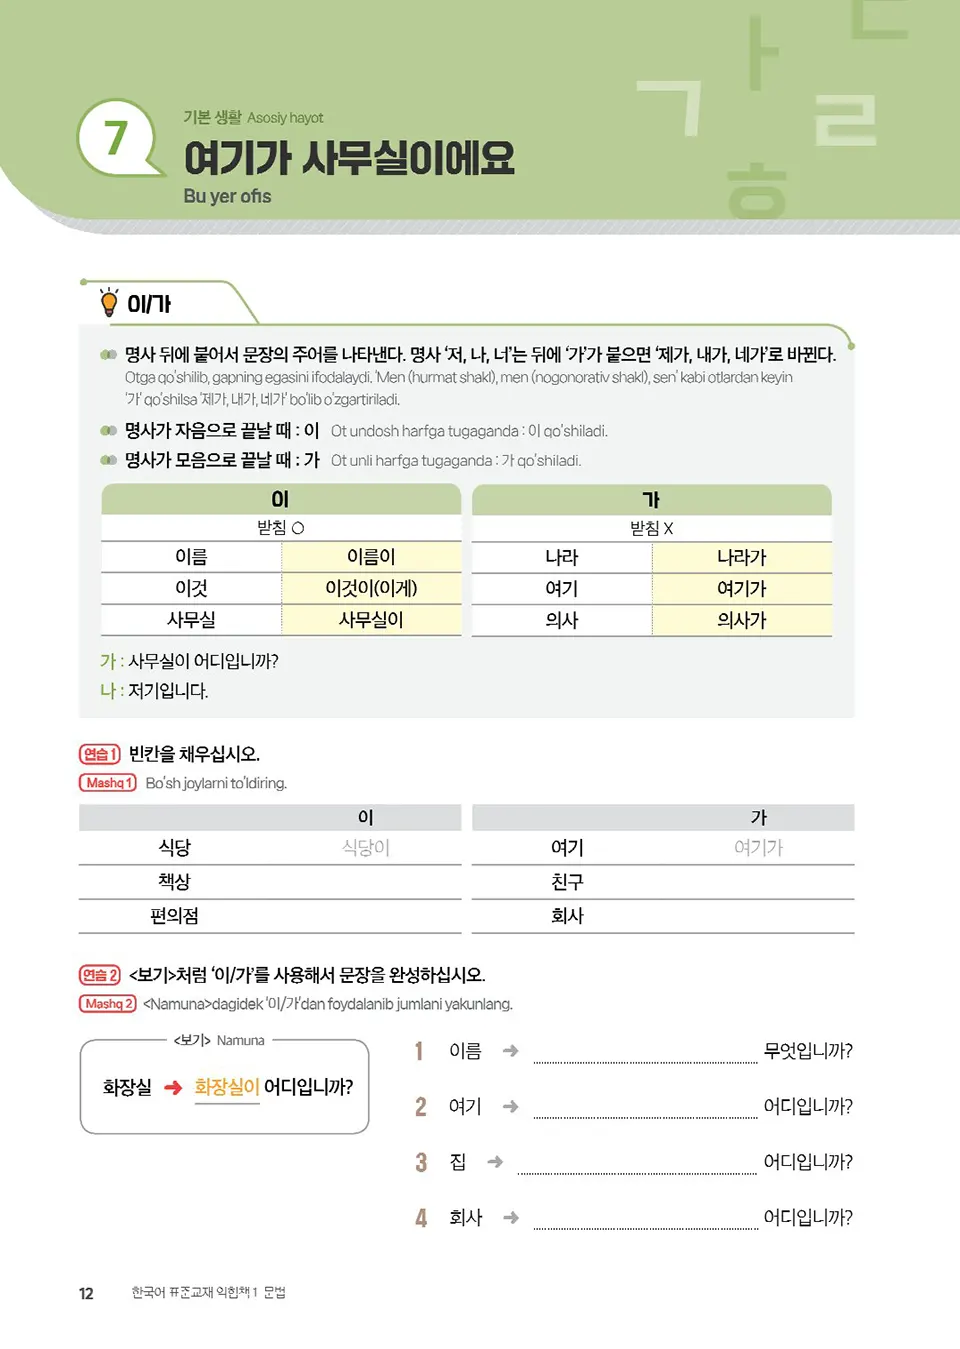 7
기본 생활 Asosiy hayot
여기가 사무실이에요
Bu yer ofis
ㄱ ㅏ ㄹ ㅎ ㄷ
이/가
명사 뒤에 붙어서 문장의 주어를 나타낸다. 명사 '저, 나, 너'는 뒤에 '가'가 붙으면 '제가, 내가, 네가'로 바뀐다.
Otga qo'shilib, gapning egasini ifodalaydi. 'Men (hurmat shakl), men (nogonorativ shakl), sen' kabi otlardan keyin
'가' qo'shilsa '제가, 내가, 네가' bo'lib o'zgartiriladi.
명사가 자음으로 끝날 때 : 이 Ot undosh harfga tugaganda : 이 qo'shiladi.
명사가 모음으로 끝날 때 : 가 Ot unli harfga tugaganda : 가 qo'shiladi.
이 가
받침 ○ 받침 X
이름 이름이 나라 나라가
이것 이것이(이게) 여기 여기가
사무실 사무실이 의사 의사가
가 : 사무실이 어디입니까?
나 : 저기입니다.
연습 1 빈칸을 채우십시오.
Mashq 1 Bo'sh joylarni to'ldiring.
이 가
식당 식당이 여기 여기가
책상 친구
편의점 회사
연습 2 <보기>처럼 '이/가'를 사용해서 문장을 완성하십시오.
Mashq 2 <Namuna>dagidek '이/가'dan foydalanib jumlani yakunlang.
<보기> Namuna
화장실 ➜ 화장실이 어디입니까?
1 이름 ➜ 무엇입니까?
2 여기 ➜ 어디입니까?
3 집 ➜ 어디입니까?
4 회사 ➜ 어디입니까?
12 한국어 표준교재 익힘책 1 문법